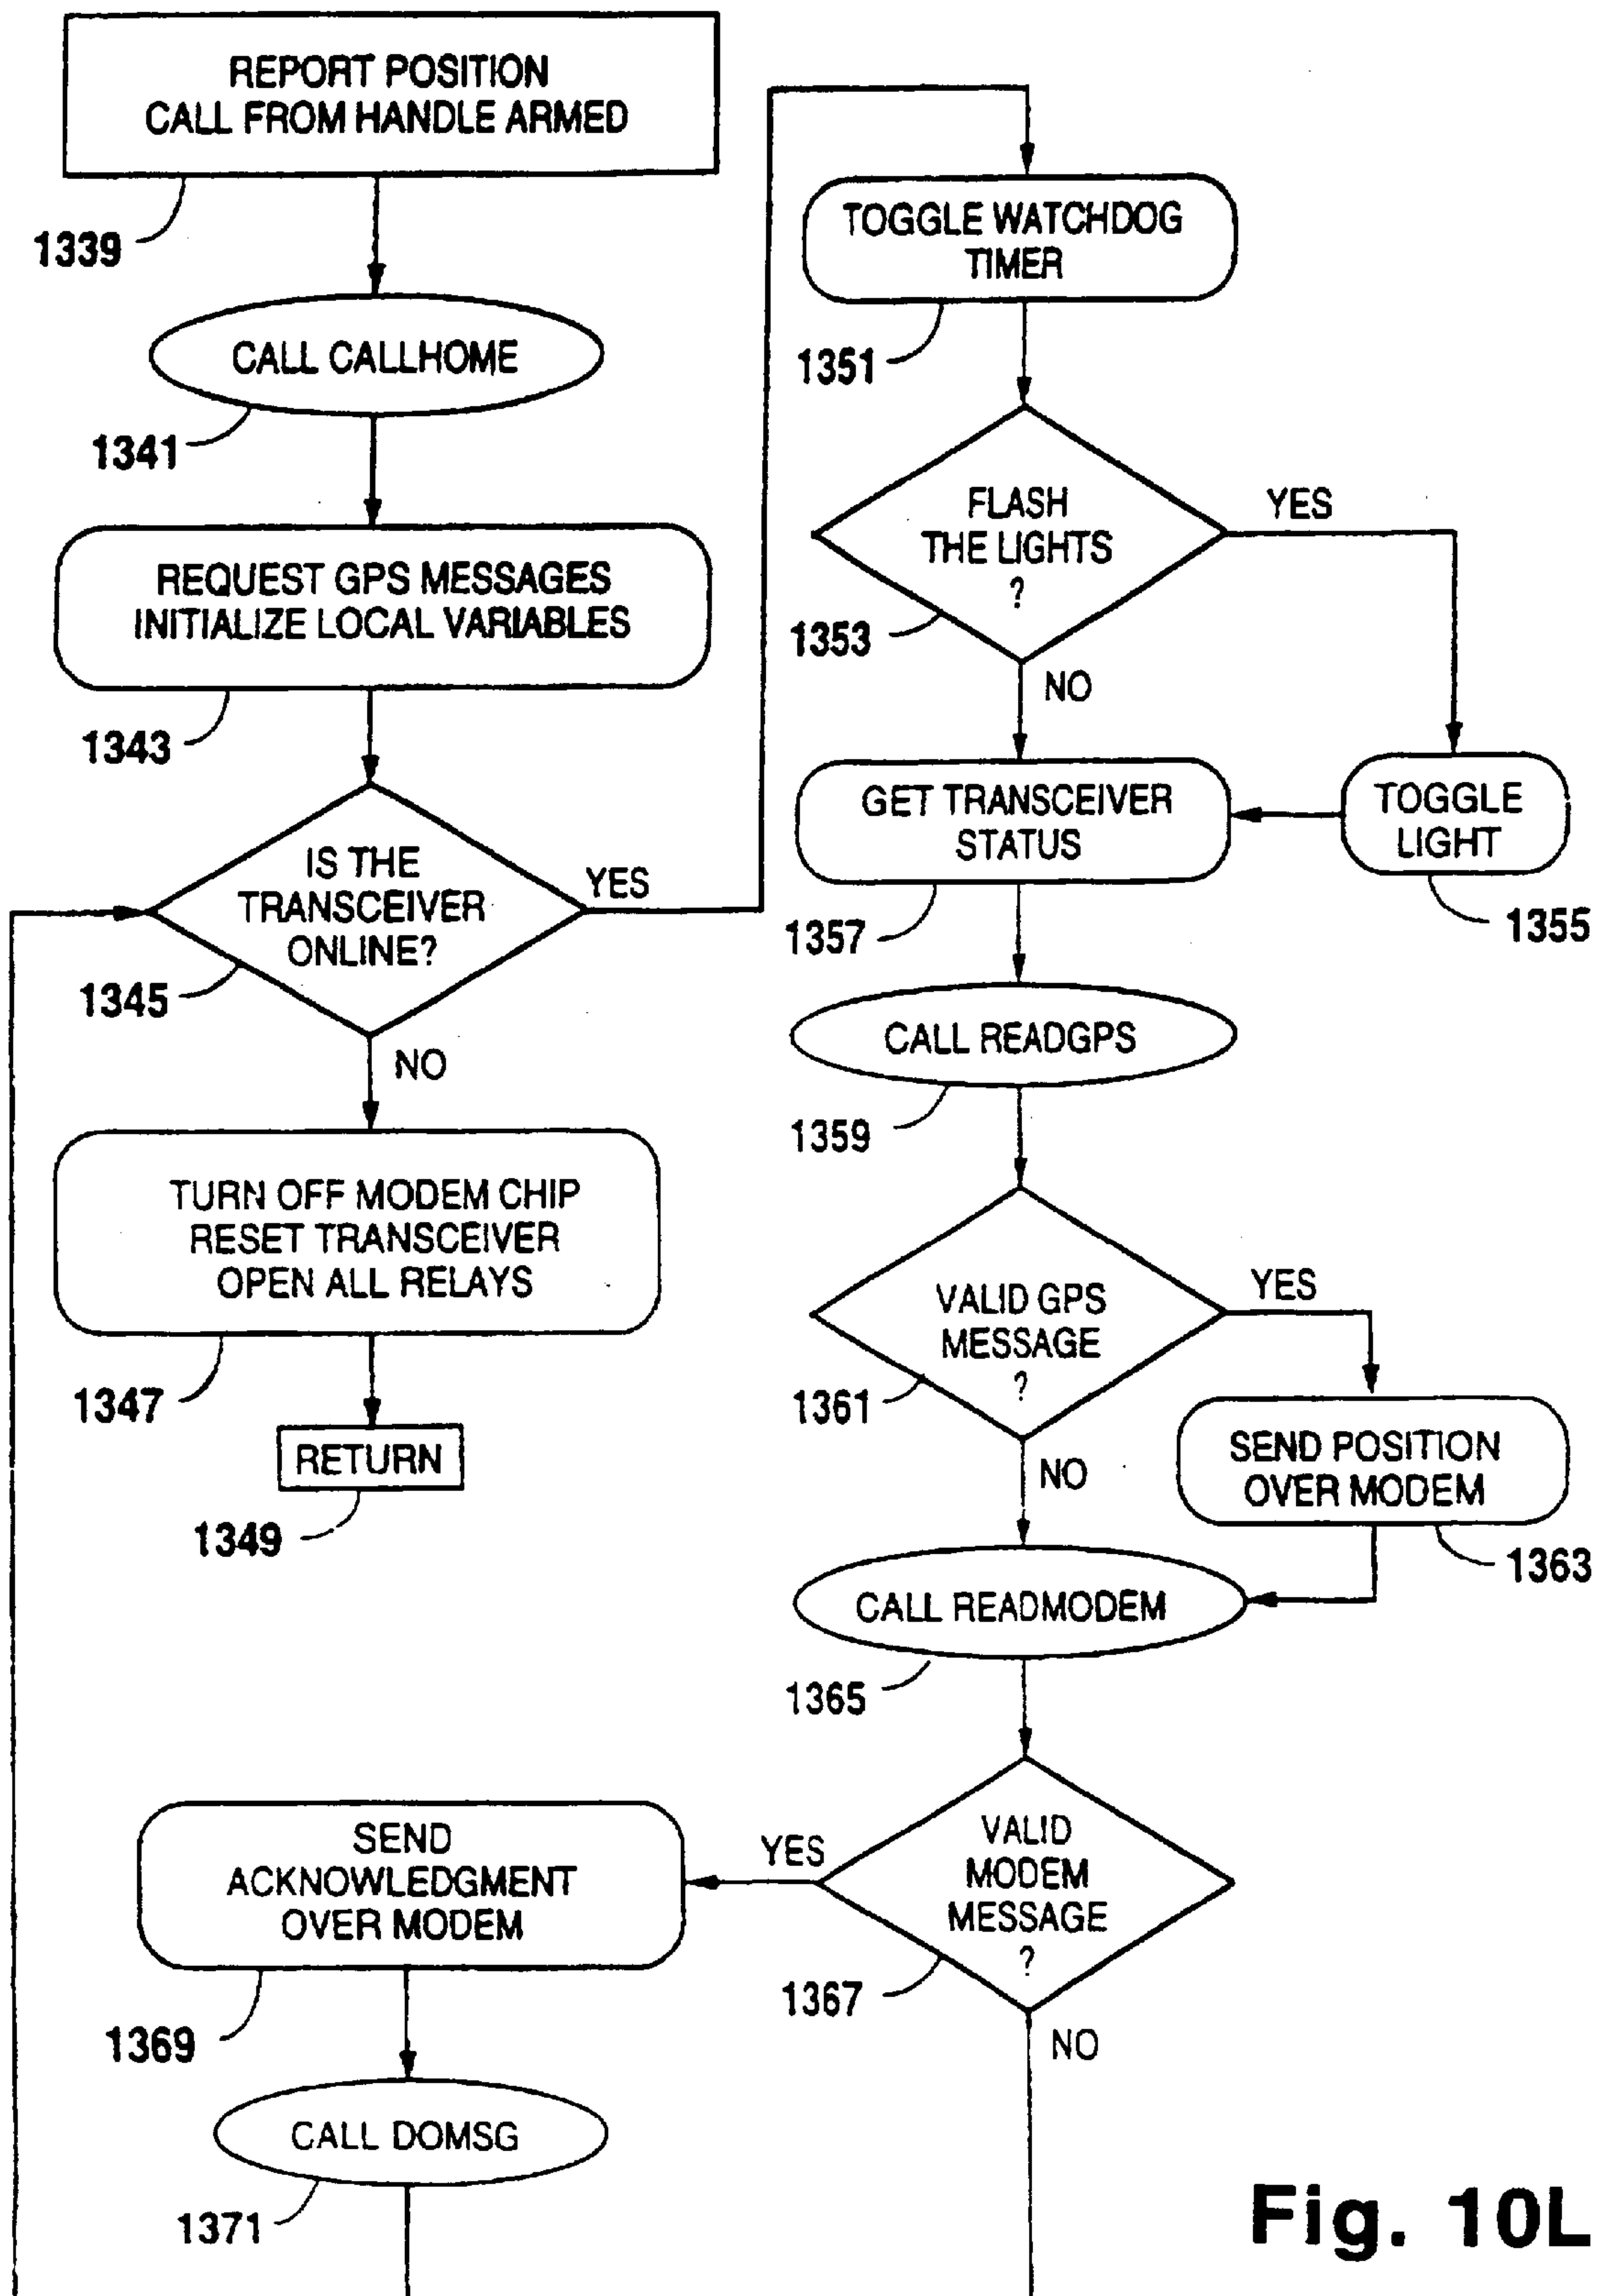 REPORT POSITION
CALL FROM HANDLE ARMED
1339
CALL CALLHOME
1341
REQUEST GPS MESSAGES
INITIALIZE LOCAL VARIABLES
1343
IS THE
TRANSCEIVER
ONLINE?
YES
1345
NO
TURN OFF MODEM CHIP
RESET TRANSCEIVER
OPEN ALL RELAYS
1347
RETURN
1349
TOGGLE WATCHDOG
TIMER
1351
FLASH
THE LIGHTS
?
YES
1353
NO
TOGGLE
LIGHT
1355
GET TRANSCEIVER
STATUS
1357
CALL READGPS
1359
VALID GPS
MESSAGE
?
YES
1361
NO
SEND POSITION
OVER MODEM
1363
CALL READMODEM
1365
VALID
MODEM
MESSAGE
?
YES
1367
NO
SEND
ACKNOWLEDGMENT
OVER MODEM
1369
CALL DOMSG
1371
Fig. 10L